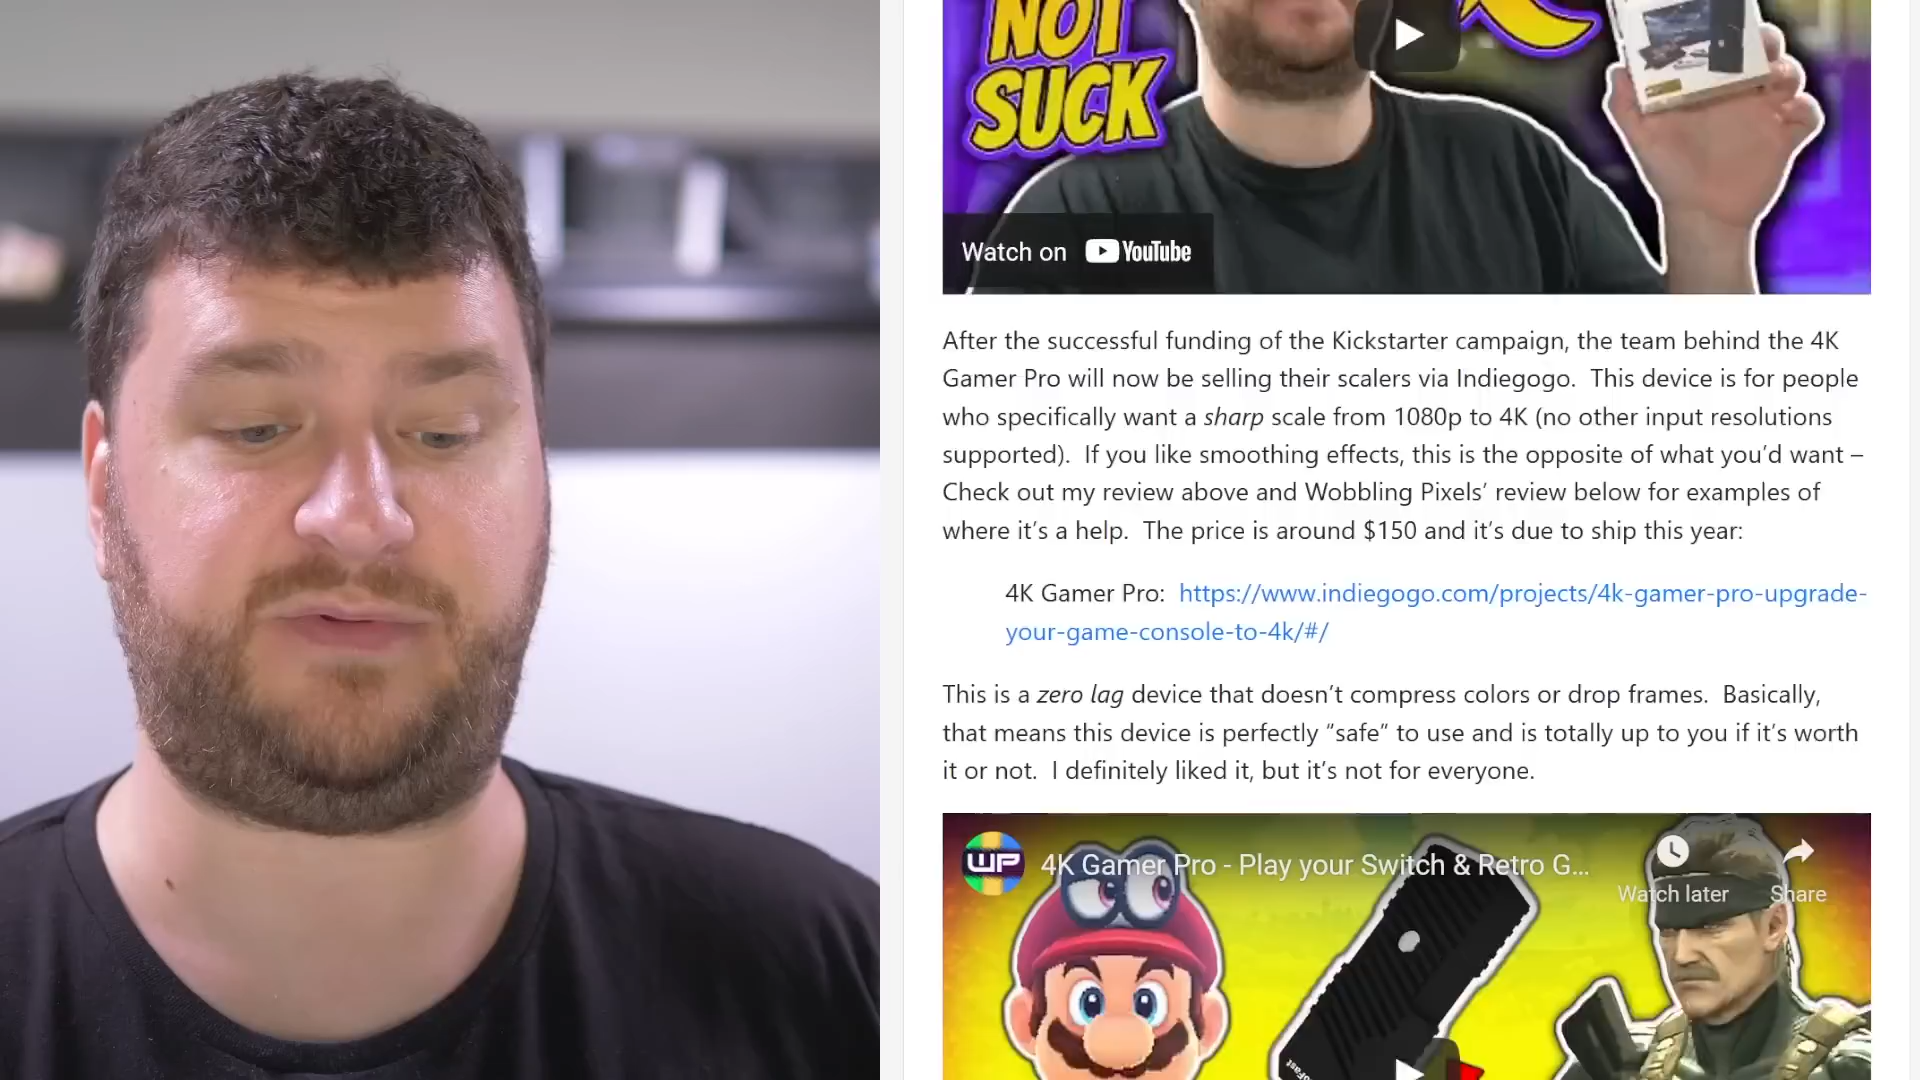 NOT
SUCK
Watch on YouTube
After the successful funding of the Kickstarter campaign, the team behind the 4K
Gamer Pro will now be selling their scalers via Indiegogo. This device is for people
who specifically want a sharp scale from 1080p to 4K (no other input resolutions
supported). If you like smoothing effects, this is the opposite of what you’d want –
Check out my review above and Wobbling Pixels’ review below for examples of
where it’s a help. The price is around $150 and it’s due to ship this year:
4K Gamer Pro: https://www.indiegogo.com/projects/4k-gamer-pro-upgrade-
your-game-console-to-4k/#/
This is a zero lag device that doesn’t compress colors or drop frames. Basically,
that means this device is perfectly “safe” to use and is totally up to you if it’s worth
it or not. I definitely liked it, but it’s not for everyone.
WP 4K Gamer Pro - Play your Switch & Retro G...
Watch later Share